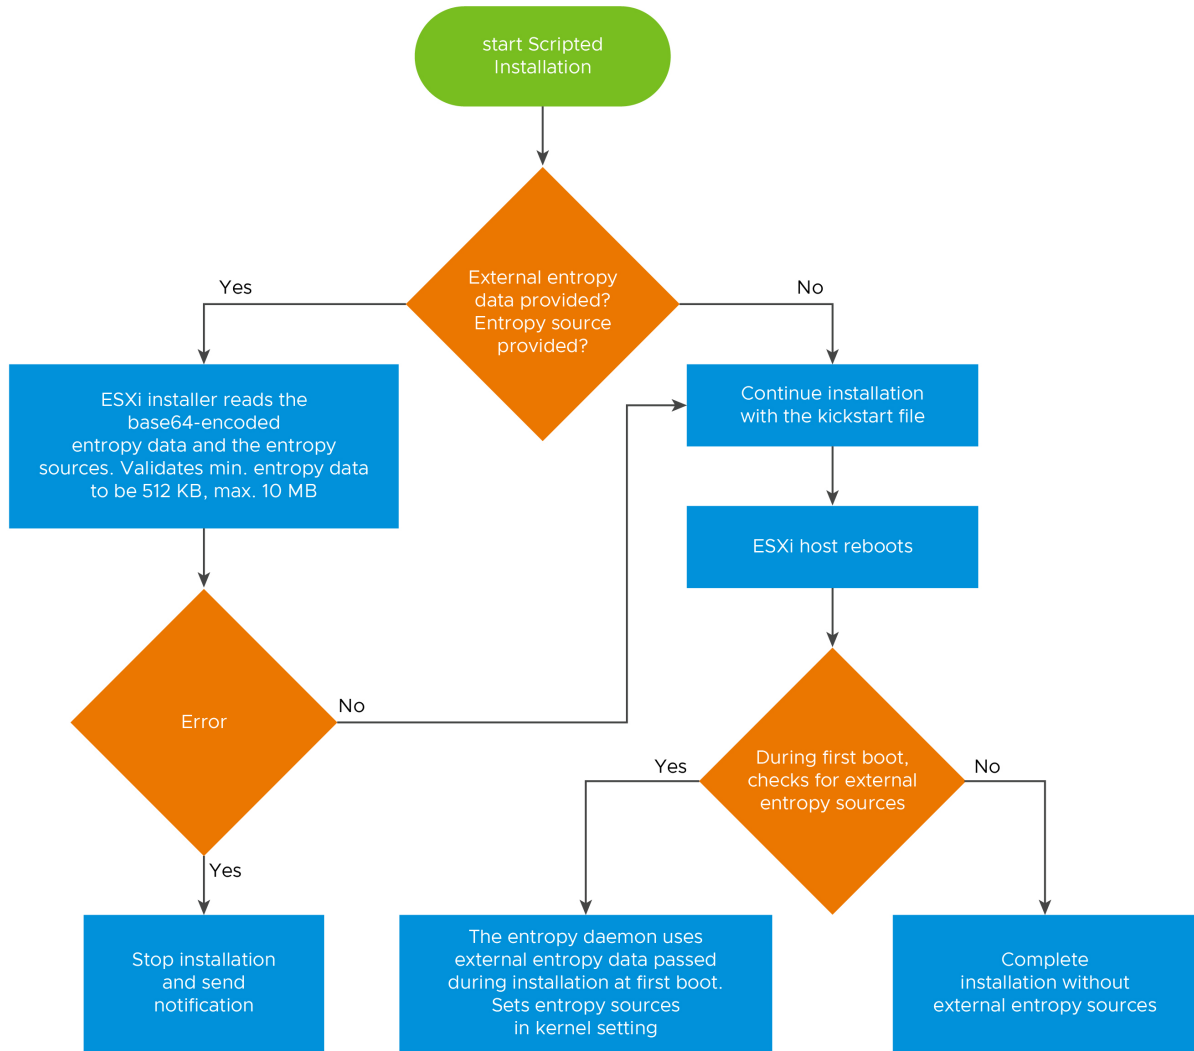 start Scripted
Installation
External entropy
data provided?
Entropy source
provided?
Yes
No
ESXi installer reads the
base64-encoded
entropy data and the entropy
sources. Validates min. entropy data
to be 512 KB, max. 10 MB
Continue installation
with the kickstart file
ESXi host reboots
Error
No
Yes
During first boot,
checks for external
entropy sources
Yes
No
Stop installation
and send
notification
The entropy daemon uses
external entropy data passed
during installation at first boot.
Sets entropy sources
in kernel setting
Complete
installation without
external entropy sources